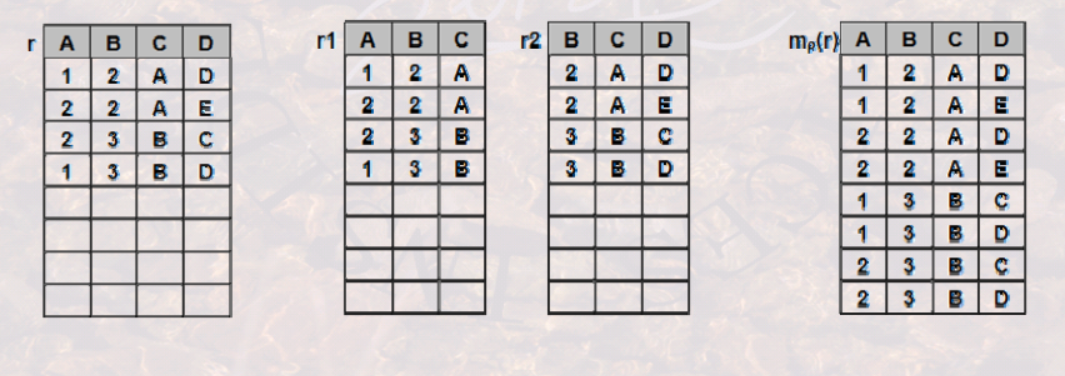 r A B C D
1 2 A D
2 2 A E
2 3 B C
1 3 B D
r1 A B C
1 2 A
2 2 A
2 3 B
1 3 B
r2 B C D
2 A D
2 A E
3 B C
3 B D
mᵦ(r) A B C D
1 2 A D
1 2 A E
2 2 A D
2 2 A E
1 3 B C
1 3 B D
2 3 B C
2 3 B D